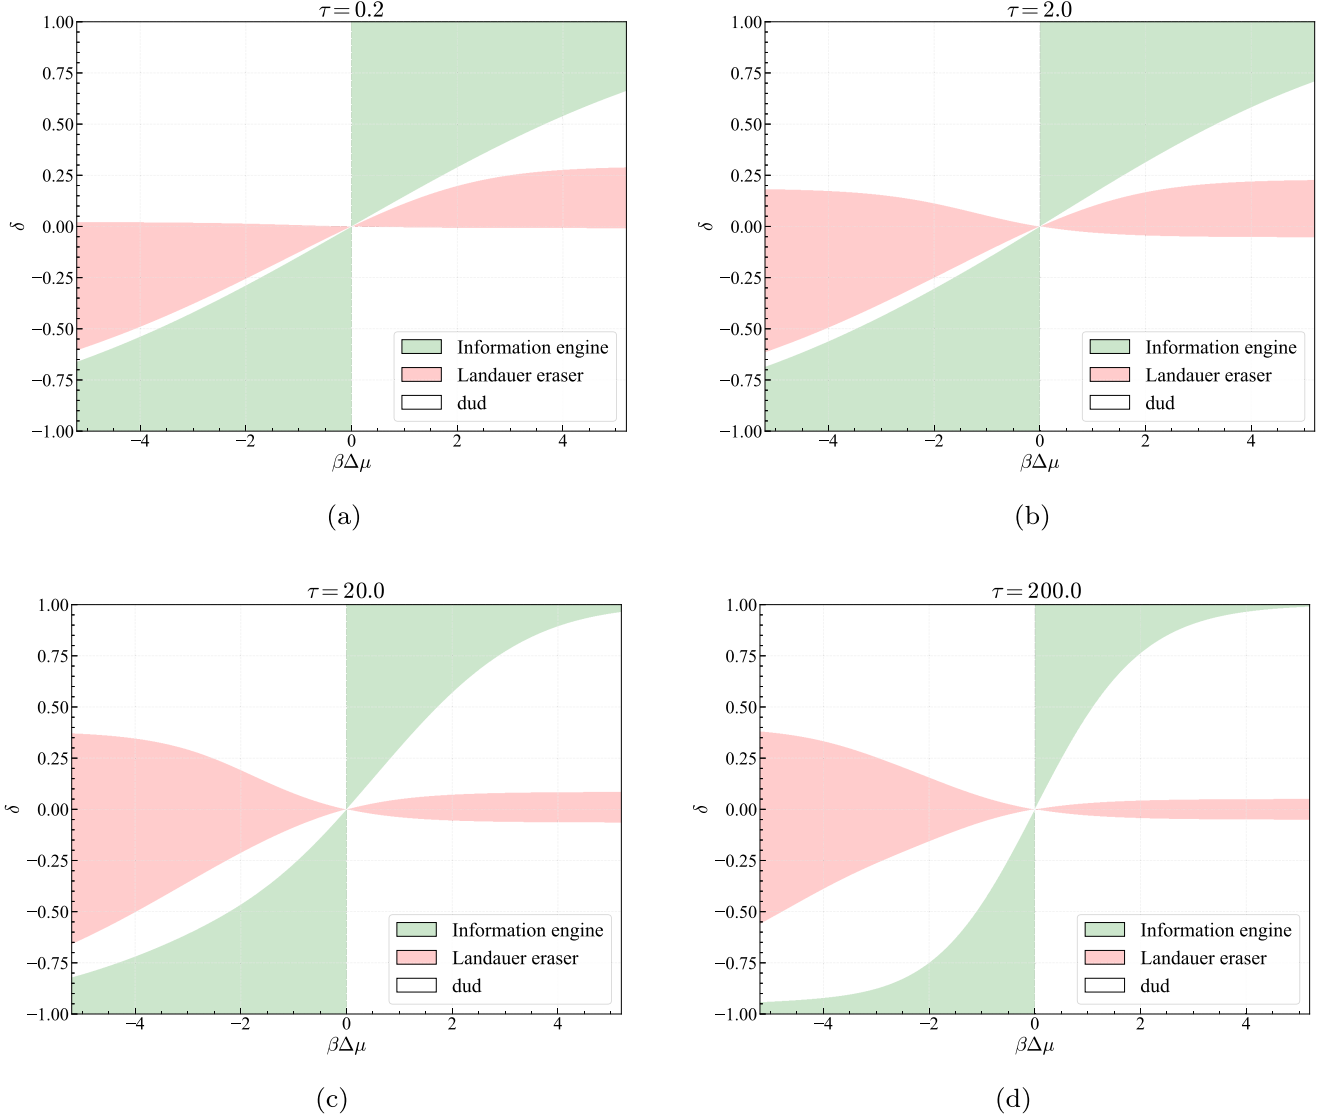 τ = 0.2
1.00
0.75
0.50
0.25
0.00
−0.25
−0.50
−0.75
−1.00
δ
−4 −2 0 2 4
βΔμ
Information engine
Landauer eraser
dud
(a)
τ = 2.0
1.00
0.75
0.50
0.25
0.00
−0.25
−0.50
−0.75
−1.00
δ
−4 −2 0 2 4
βΔμ
Information engine
Landauer eraser
dud
(b)
τ = 20.0
1.00
0.75
0.50
0.25
0.00
−0.25
−0.50
−0.75
−1.00
δ
−4 −2 0 2 4
βΔμ
Information engine
Landauer eraser
dud
(c)
τ = 200.0
1.00
0.75
0.50
0.25
0.00
−0.25
−0.50
−0.75
−1.00
δ
−4 −2 0 2 4
βΔμ
Information engine
Landauer eraser
dud
(d)